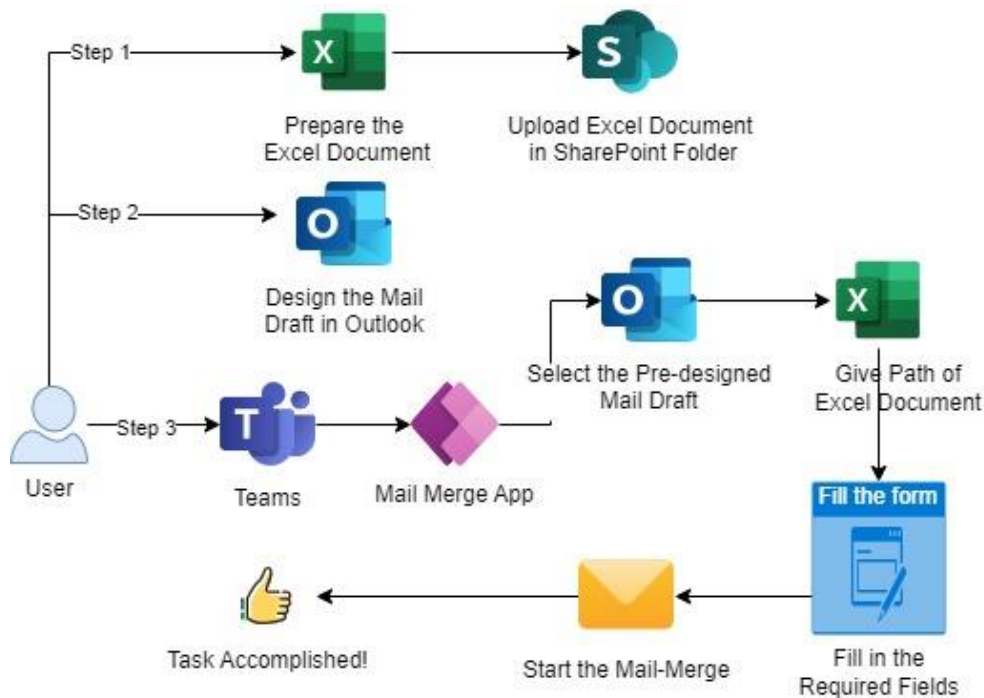 Step 1
X
S
Prepare the
Excel Document
Upload Excel Document
in SharePoint Folder
Step 2
O
Design the Mail
Draft in Outlook
O
X
Select the Pre-designed
Mail Draft
Give Path of
Excel Document
Step 3
T
User
Teams
Mail Merge App
Fill the form
Task Accomplished!
Start the Mail-Merge
Fill in the
Required Fields